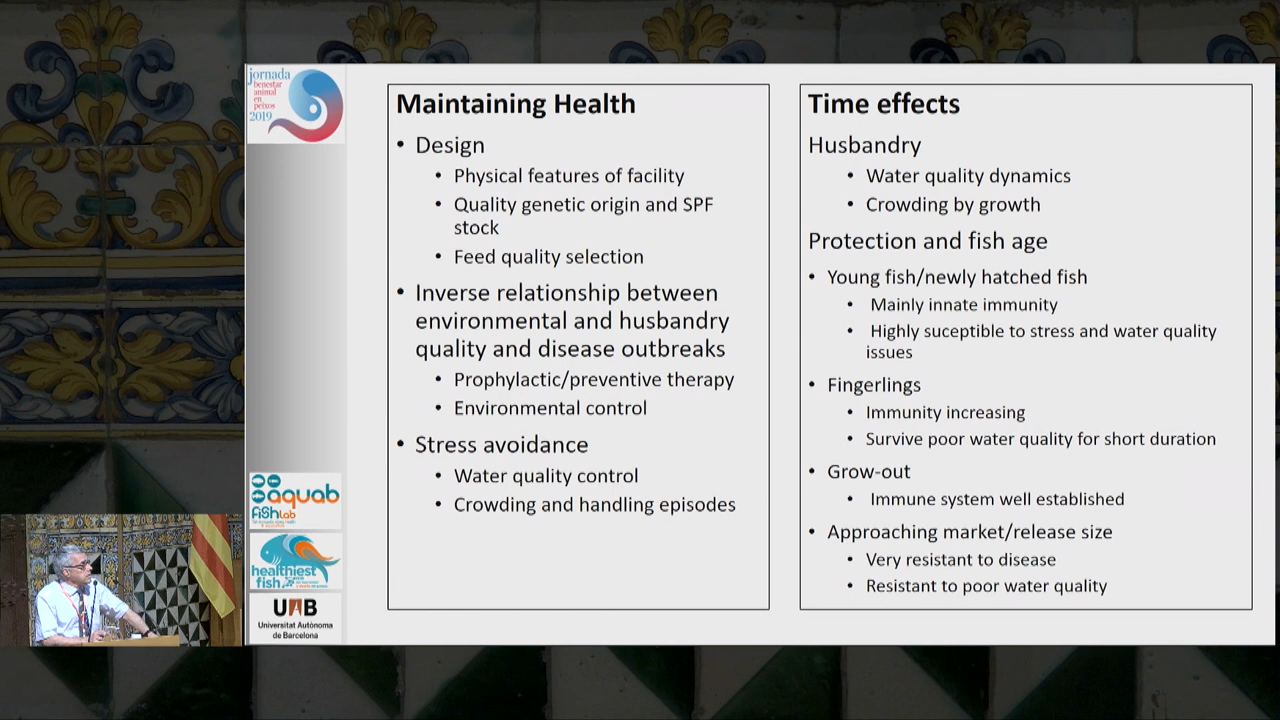 jornada
benestar
animal
en
peixos
2019
Maintaining Health
• Design
• Physical features of facility
• Quality genetic origin and SPF
stock
• Feed quality selection
• Inverse relationship between
environmental and husbandry
quality and disease outbreaks
• Prophylactic/preventive therapy
• Environmental control
• Stress avoidance
• Water quality control
• Crowding and handling episodes
Time effects
Husbandry
• Water quality dynamics
• Crowding by growth
Protection and fish age
• Young fish/newly hatched fish
• Mainly innate immunity
• Highly suceptible to stress and water quality
issues
• Fingerlings
• Immunity increasing
• Survive poor water quality for short duration
• Grow-out
• Immune system well established
• Approaching market/release size
• Very resistant to disease
• Resistant to poor water quality
aquab
fishlab
healthiest
fish
UAB
Universitat Autònoma
de Barcelona